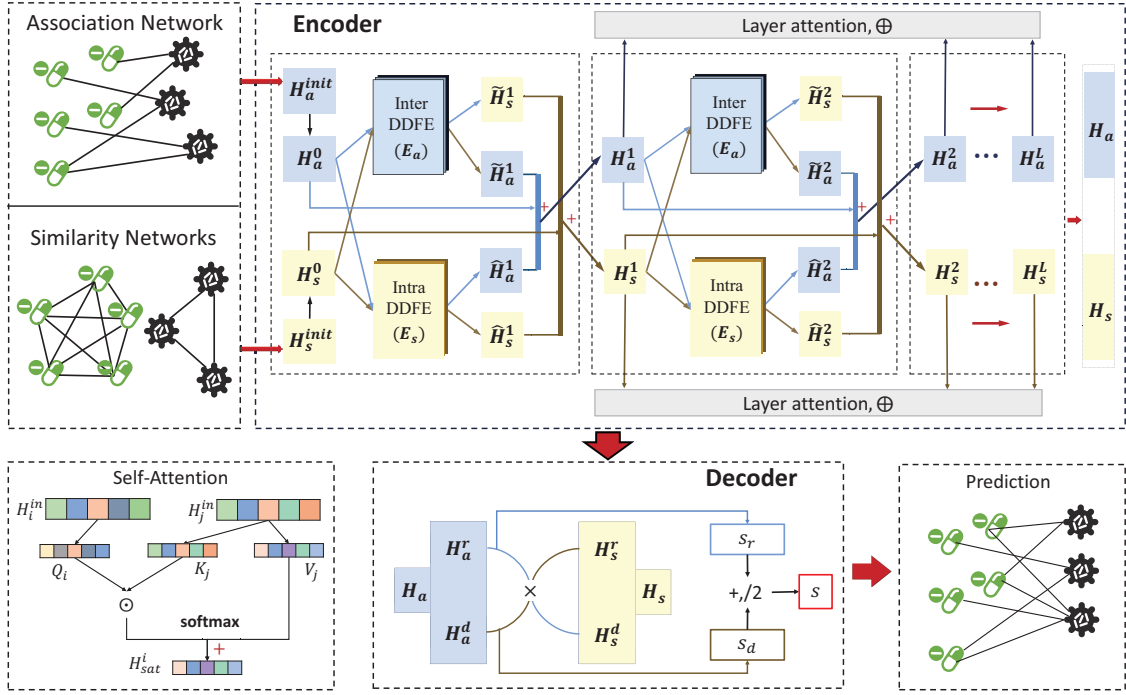 Association Network
Similarity Networks
Encoder
Layer attention, ⊕
H_a^{init}
H_a^0
H_s^0
H_s^{init}
Inter
DDFE
(E_a)
Intra
DDFE
(E_s)
H̃_s^1
H̃_a^1
Ĥ_a^1
Ĥ_s^1
+
+
H_a^1
H_s^1
Inter
DDFE
(E_a)
Intra
DDFE
(E_s)
H̃_s^2
H̃_a^2
Ĥ_a^2
Ĥ_s^2
+
+
H_a^2 ••• H_a^L
H_s^2 ••• H_s^L
H_a
H_s
Layer attention, ⊕
Self-Attention
H_i^{in}
H_j^{in}
Q_i
K_j
V_j
⊙
softmax
+
H_{sat}^i
Decoder
H_a
H_a^r
H_a^d
×
H_s^r
H_s^d
H_s
s_r
+,/2
s
s_d
Prediction